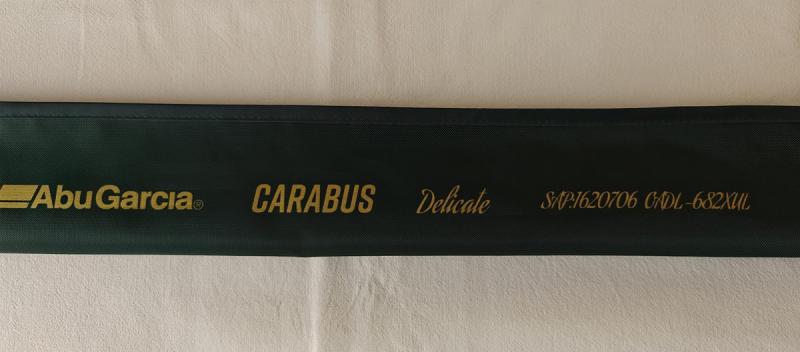 AbuGarcia® CARABUS Delicate SAP:1620706 CADL-682XUL